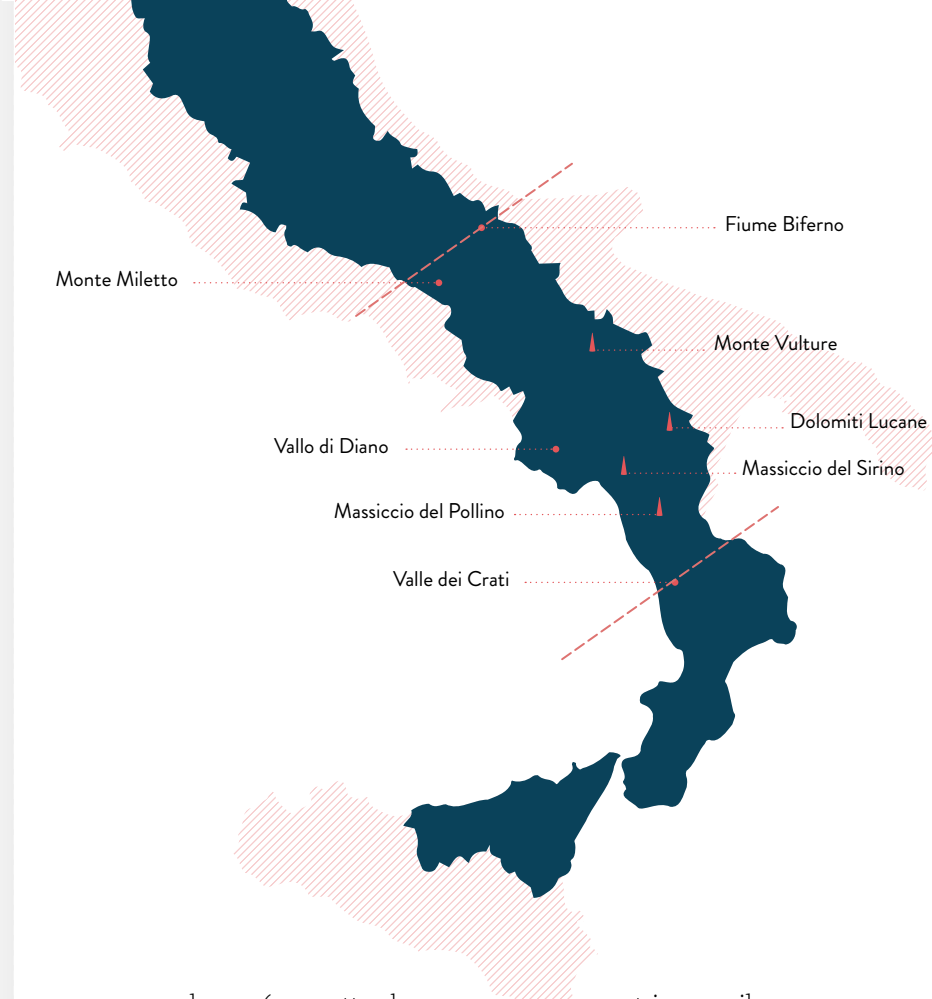 Fiume Biferno
Monte Miletto
Monte Vulture
Dolomiti Lucane
Vallo di Diano
Massiccio del Sirino
Massiccio del Pollino
Valle dei Crati